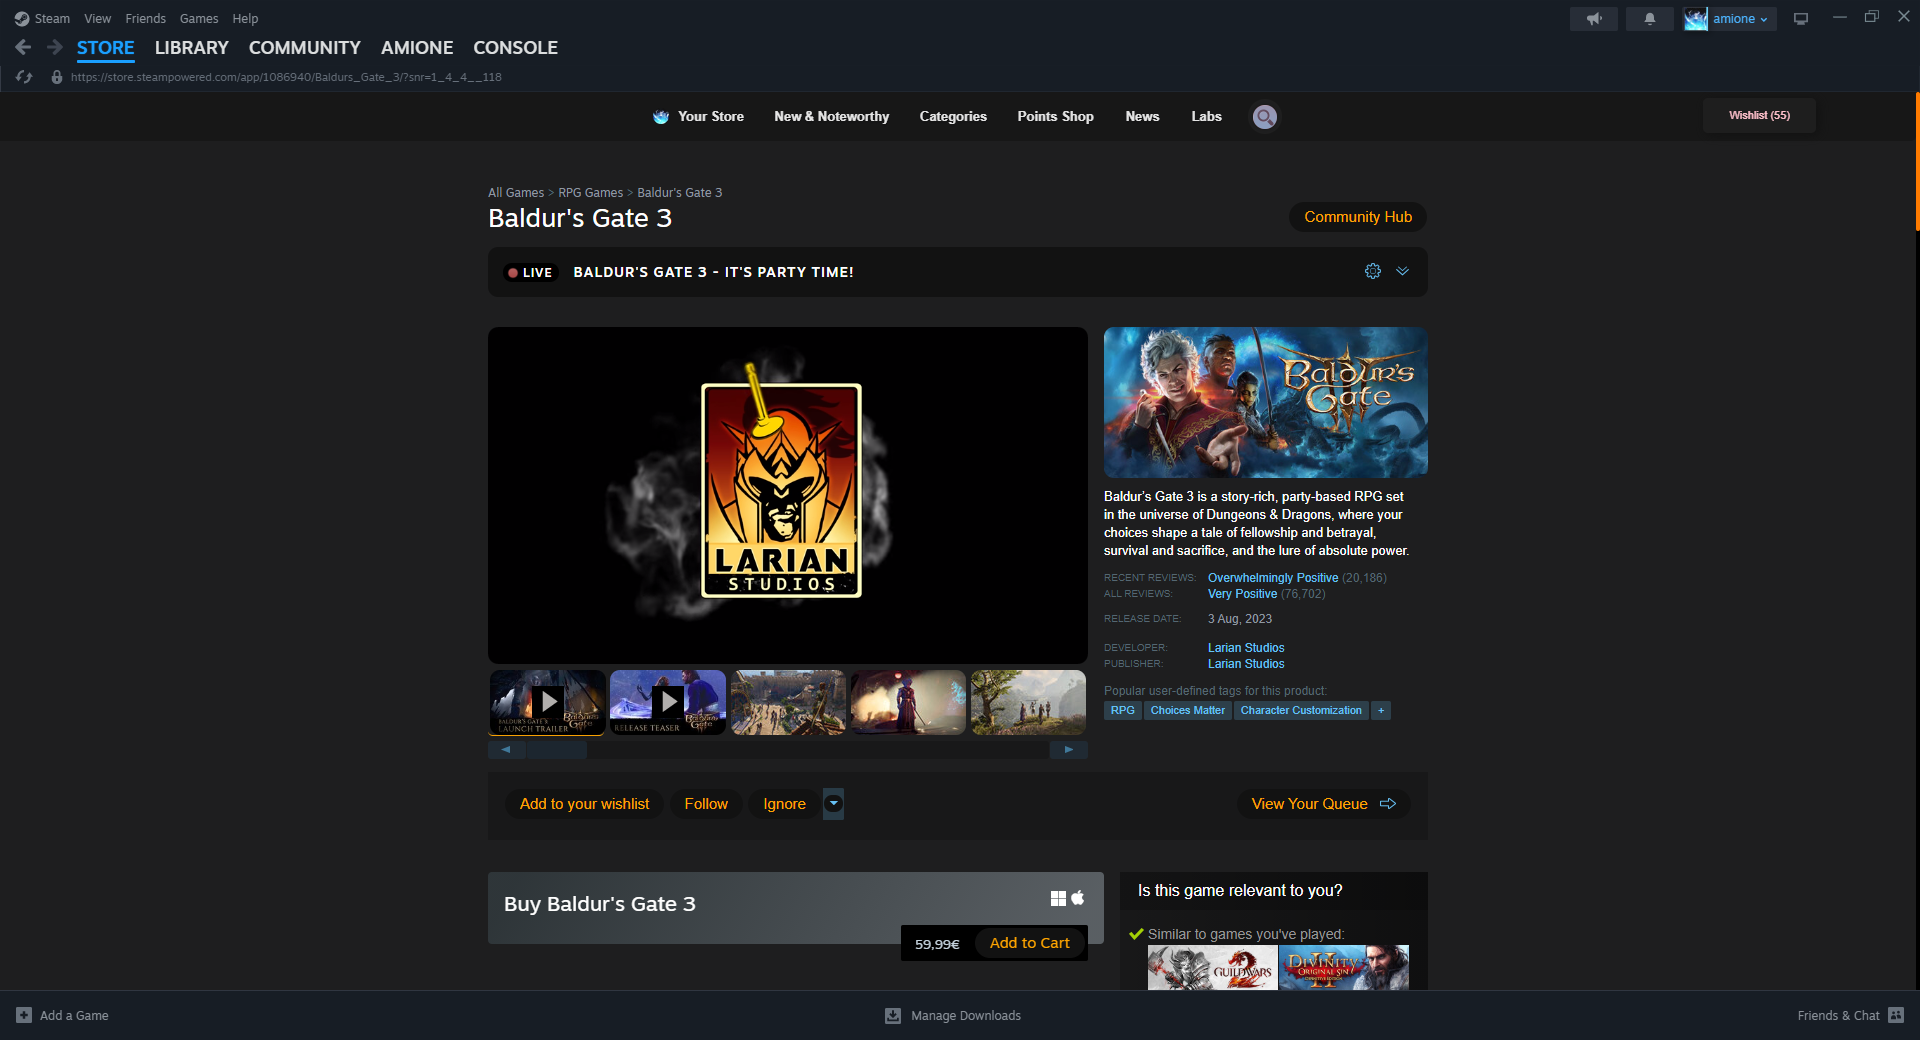 Steam View Friends Games Help
amione
STORE LIBRARY COMMUNITY AMIONE CONSOLE
https://store.steampowered.com/app/1086940/Baldurs_Gate_3/?snr=1_4_4__118
Your Store New & Noteworthy Categories Points Shop News Labs
Wishlist (55)
All Games > RPG Games > Baldur's Gate 3
Baldur's Gate 3
Community Hub
LIVE BALDUR'S GATE 3 - IT'S PARTY TIME!
LARIAN
STUDIOS
Baldur's
Gate
Baldur's Gate 3 is a story-rich, party-based RPG set
in the universe of Dungeons & Dragons, where your
choices shape a tale of fellowship and betrayal,
survival and sacrifice, and the lure of absolute power.
RECENT REVIEWS: Overwhelmingly Positive (20,186)
ALL REVIEWS: Very Positive (76,702)
RELEASE DATE: 3 Aug, 2023
DEVELOPER: Larian Studios
PUBLISHER: Larian Studios
Popular user-defined tags for this product:
RPG Choices Matter Character Customization +
BALDUR'S GATE 3
LAUNCH TRAILER
Baldur's
Gate
RELEASE TEASER
Baldur's
Gate
Add to your wishlist Follow Ignore
View Your Queue
Buy Baldur's Gate 3
59,99€ Add to Cart
Is this game relevant to you?
Similar to games you've played:
GUILD WARS 2
DIVINITY
ORIGINAL SIN
II
DEFINITIVE EDITION
Add a Game
Manage Downloads
Friends & Chat